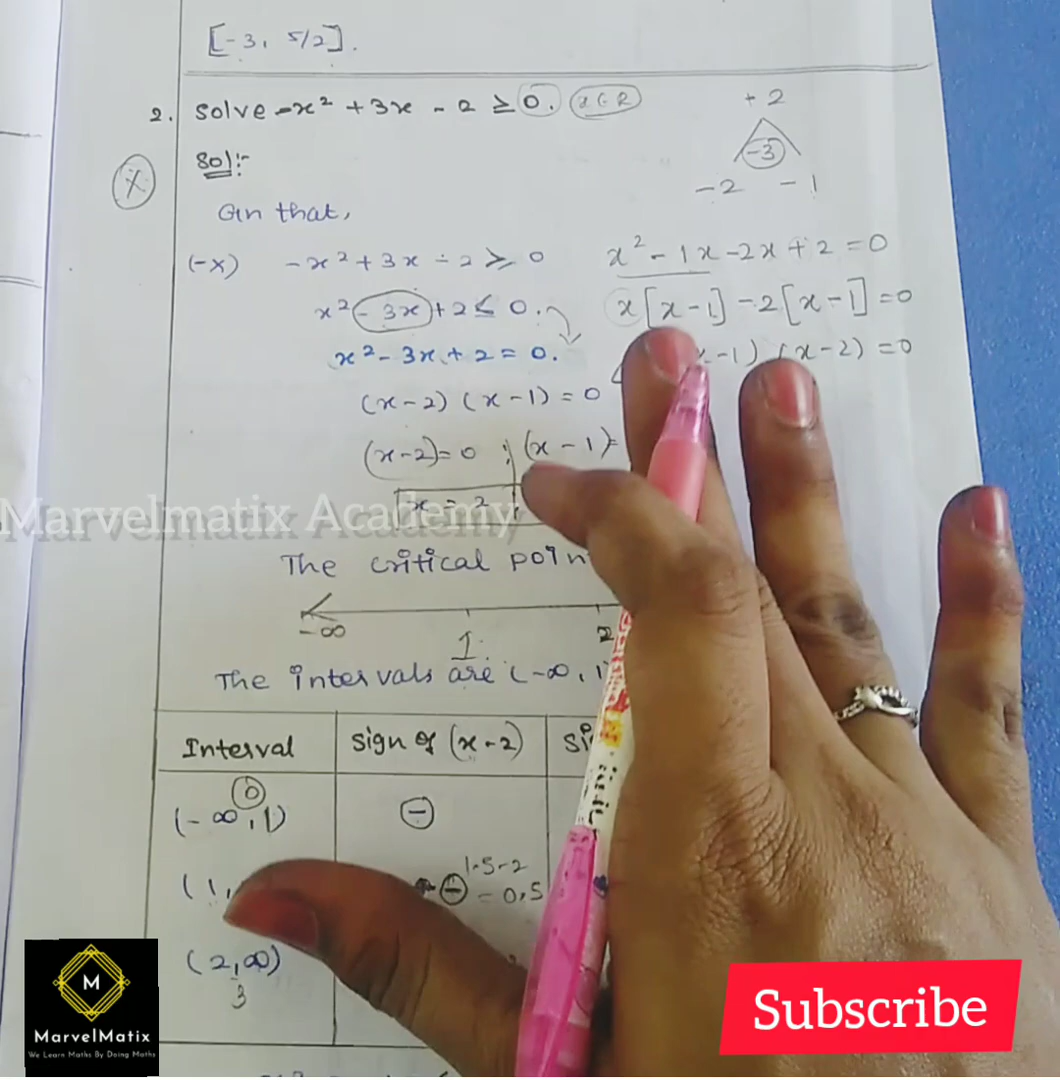 [-3, 5/2].
2. Solve -x² + 3x - 2 ≥ 0. x ∈ R
Sol:-
Gn that,
(-x) -x² + 3x - 2 ≥ 0
x² - 3x + 2 ≤ 0.
x² - 3x + 2 = 0.
(x-2) (x-1) = 0
(x-2) = 0 ; (x-1) =
x = 2
+2
-3
-2 -1
x² - 1x - 2x + 2 = 0
x[x-1] - 2[x-1] = 0
x-1) (x-2) = 0
Marvelmatix Academy
The critical poin
-∞ 1 2
The intervals are (-∞, 1
Interval Sign of (x-2) Si
0
(-∞, 1) -
(1, - 1.5-2
= 0.5
(2, ∞)
3
M
MARVELMATIX
We Learn Maths By Doing Maths
Subscribe